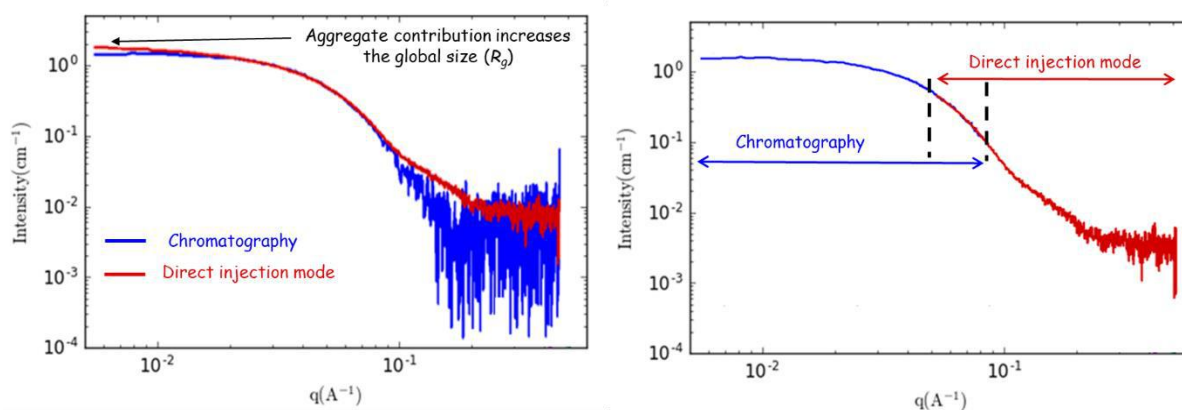 Aggregate contribution increases
the global size (Rg)
10^0
10^-1
10^-2
10^-3
10^-4
Intensity(cm^-1)
Chromatography
Direct injection mode
10^-2
10^-1
q(A^-1)
Direct injection mode
Chromatography
10^0
10^-1
10^-2
10^-3
10^-4
Intensity(cm^-1)
10^-2
10^-1
q(A^-1)